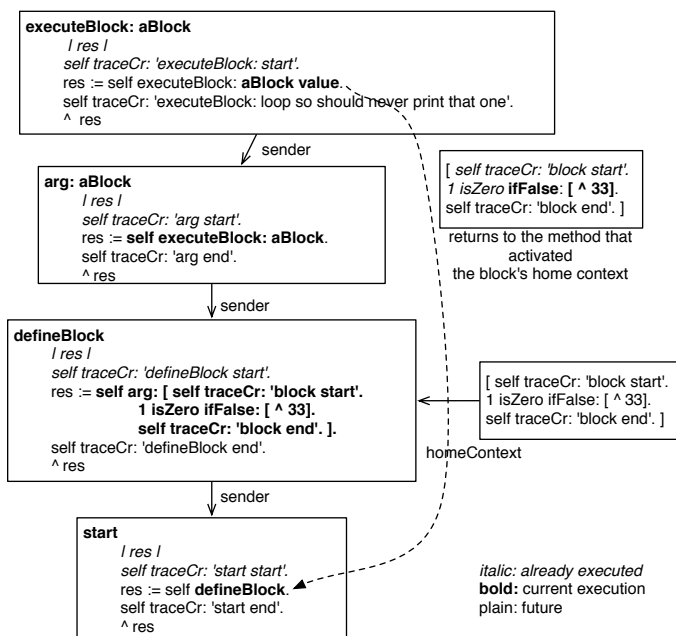 executeBlock: aBlock
| res |
self traceCr: 'executeBlock: start'.
res := self executeBlock: aBlock value.
self traceCr: 'executeBlock: loop so should never print that one'.
^ res
sender
arg: aBlock
| res |
self traceCr: 'arg start'.
res := self executeBlock: aBlock.
self traceCr: 'arg end'.
^ res
[ self traceCr: 'block start'.
1 isZero ifFalse: [ ^ 33].
self traceCr: 'block end'. ]
returns to the method that
activated
the block's home context
sender
defineBlock
| res |
self traceCr: 'defineBlock start'.
res := self arg: [ self traceCr: 'block start'.
1 isZero ifFalse: [ ^ 33].
self traceCr: 'block end'. ].
self traceCr: 'defineBlock end'.
^ res
[ self traceCr: 'block start'.
1 isZero ifFalse: [ ^ 33].
self traceCr: 'block end'. ]
homeContext
sender
start
| res |
self traceCr: 'start start'.
res := self defineBlock.
self traceCr: 'start end'.
^ res
italic: already executed
bold: current execution
plain: future